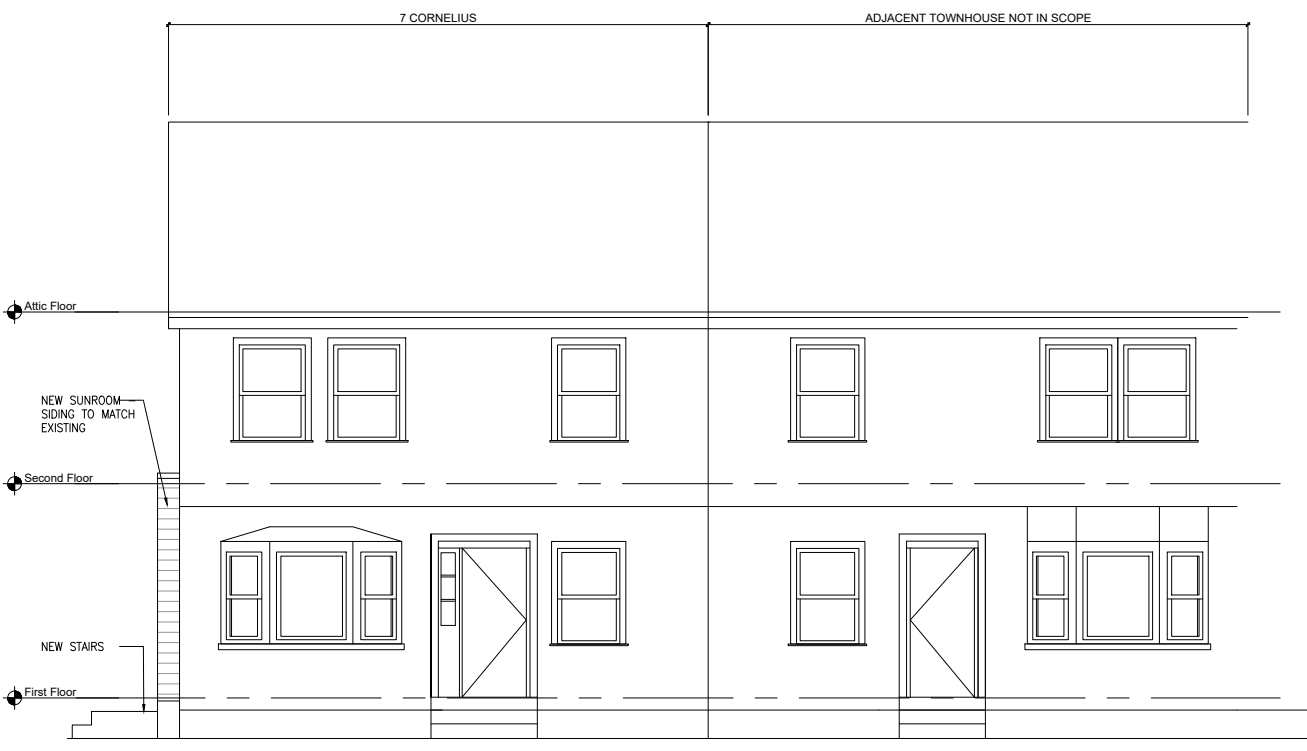 7 CORNELIUS
ADJACENT TOWNHOUSE NOT IN SCOPE
Attic Floor
NEW SUNROOM
SIDING TO MATCH
EXISTING
Second Floor
NEW STAIRS
First Floor